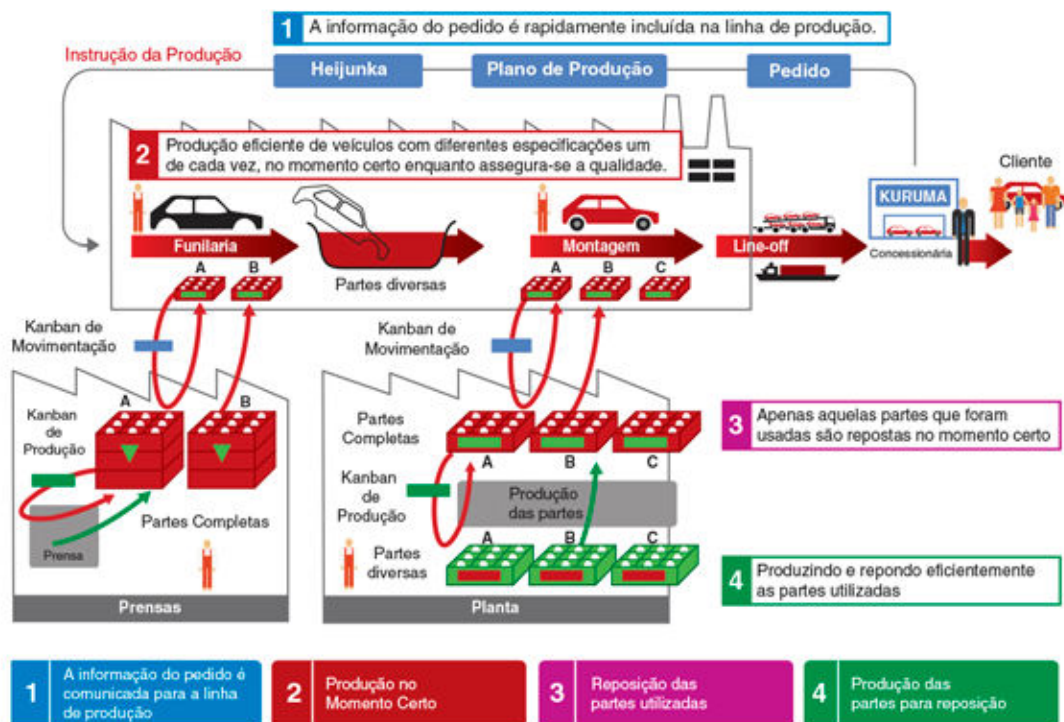 1 A informação do pedido é rapidamente incluída na linha de produção.
Instrução da Produção
Heijunka Plano de Produção Pedido
2 Produção eficiente de veículos com diferentes especificações um
de cada vez, no momento certo enquanto assegura-se a qualidade.
Cliente
KURUMA
Concessionária
Funilaria
Partes diversas
Montagem
Line-off
A B
A B C
Kanban de
Movimentação
Kanban de
Movimentação
A B
Kanban
de
Produção
Prensa
Partes Completas
Prensas
Partes
Completas
A B C
Kanban
de
Produção
Produção
das partes
A B C
Partes
diversas
Planta
3 Apenas aquelas partes que foram
usadas são repostas no momento certo
4 Produzindo e repondo eficientemente
as partes utilizadas
1 A informação do pedido é
comunicada para a linha
de produção
2 Produção no
Momento Certo
3 Reposição das
partes utilizadas
4 Produção das
partes para reposição